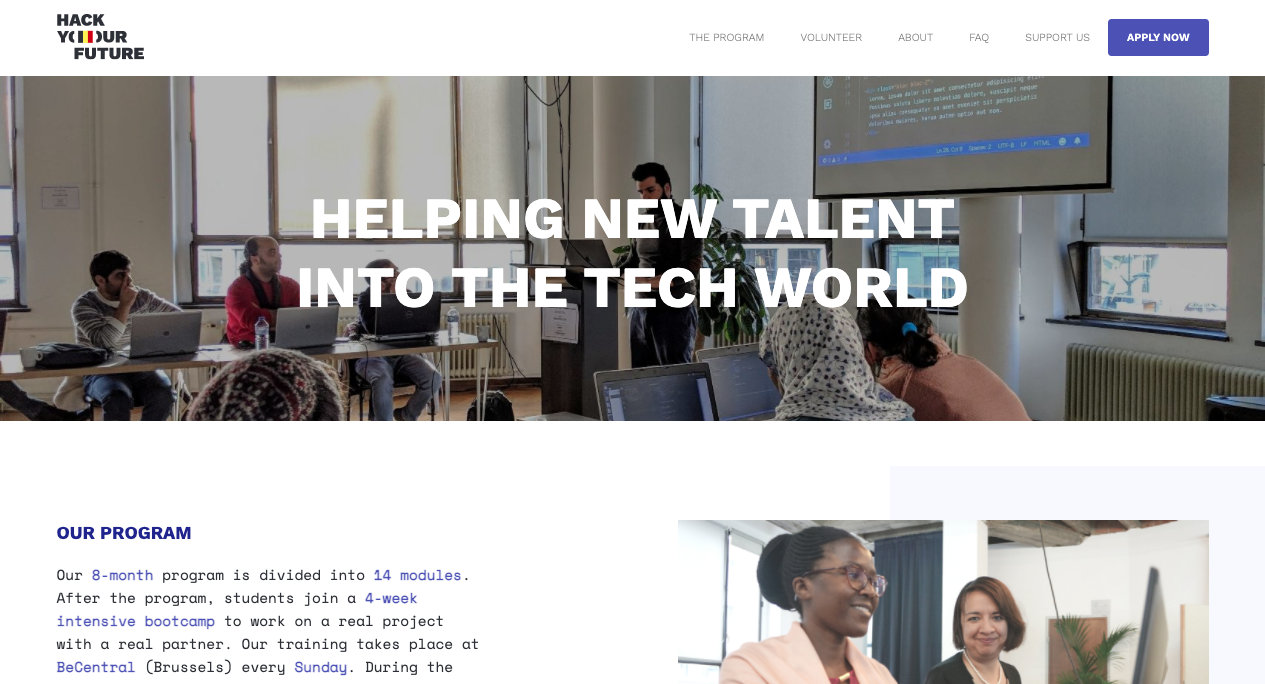 HACK
YOUR
FUTURE
THE PROGRAM
VOLUNTEER
ABOUT
FAQ
SUPPORT US
APPLY NOW
HELPING NEW TALENT
INTO THE TECH WORLD
OUR PROGRAM
Our 8-month program is divided into 14 modules.
After the program, students join a 4-week
intensive bootcamp to work on a real project
with a real partner. Our training takes place at
BeCentral (Brussels) every Sunday. During the